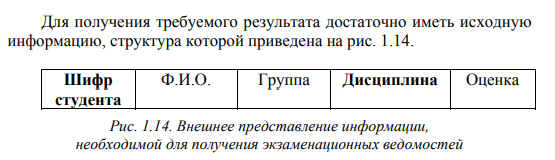 Для получения требуемого результата достаточно иметь исходную
информацию, структура которой приведена на рис. 1.14.
Шифр студента Ф.И.О. Группа Дисциплина Оценка
Рис. 1.14. Внешнее представление информации,
необходимой для получения экзаменационных ведомостей